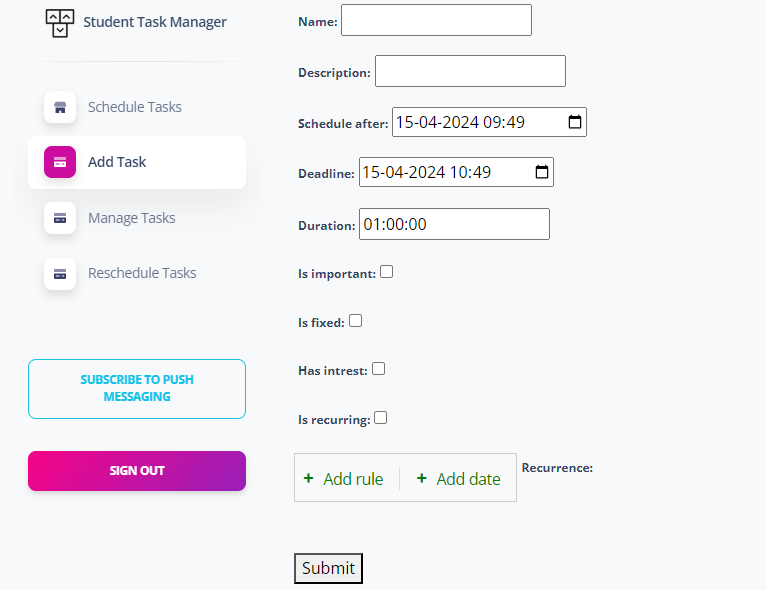 Student Task Manager
Schedule Tasks
Add Task
Manage Tasks
Reschedule Tasks
SUBSCRIBE TO PUSH
MESSAGING
SIGN OUT
Name:
Description:
Schedule after: 15-04-2024 09:49
Deadline: 15-04-2024 10:49
Duration: 01:00:00
Is important:
Is fixed:
Has intrest:
Is recurring:
+ Add rule + Add date Recurrence:
Submit